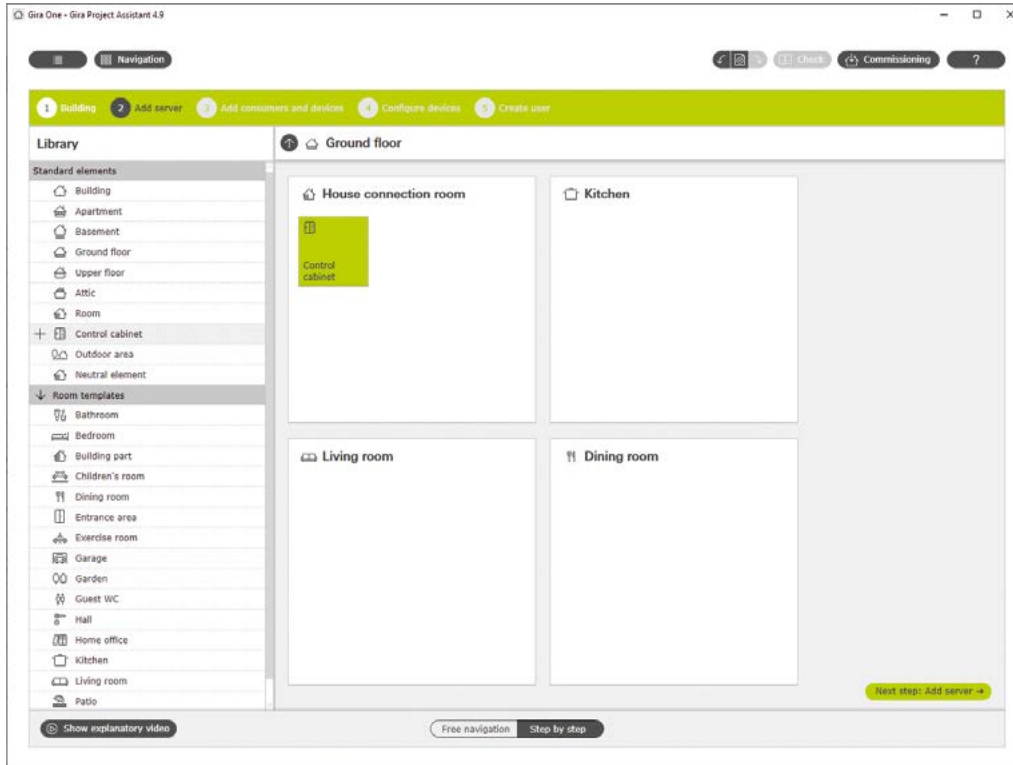 Gira One - Gira Project Assistant 4.9
Navigation
Check
Commissioning
?
1 Building 2 Add server 3 Add consumers and devices 4 Configure devices 5 Create user
Library
Ground floor
Standard elements
Building
Apartment
Basement
Ground floor
Upper floor
Attic
Room
Control cabinet
Outdoor area
Neutral element
Room templates
Bathroom
Bedroom
Building part
Children's room
Dining room
Entrance area
Exercise room
Garage
Garden
Guest WC
Hall
Home office
Kitchen
Living room
Patio
House connection room
Control
cabinet
Kitchen
Living room
Dining room
Next step: Add server
Show explanatory video
Free navigation
Step by step